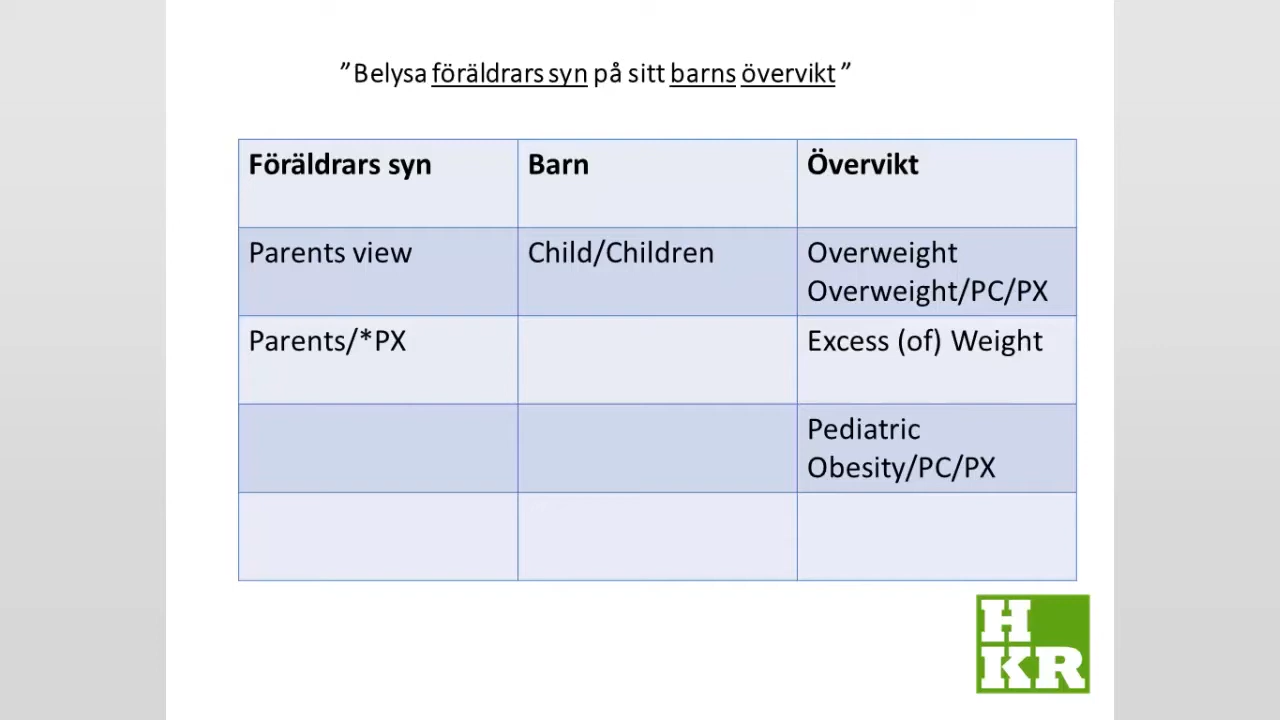 ”Belysa föräldrars syn på sitt barns övervikt”
Föräldrars syn
Barn
Övervikt
Parents view
Child/Children
Overweight
Overweight/PC/PX
Parents/*PX
Excess (of) Weight
Pediatric
Obesity/PC/PX
H
KR